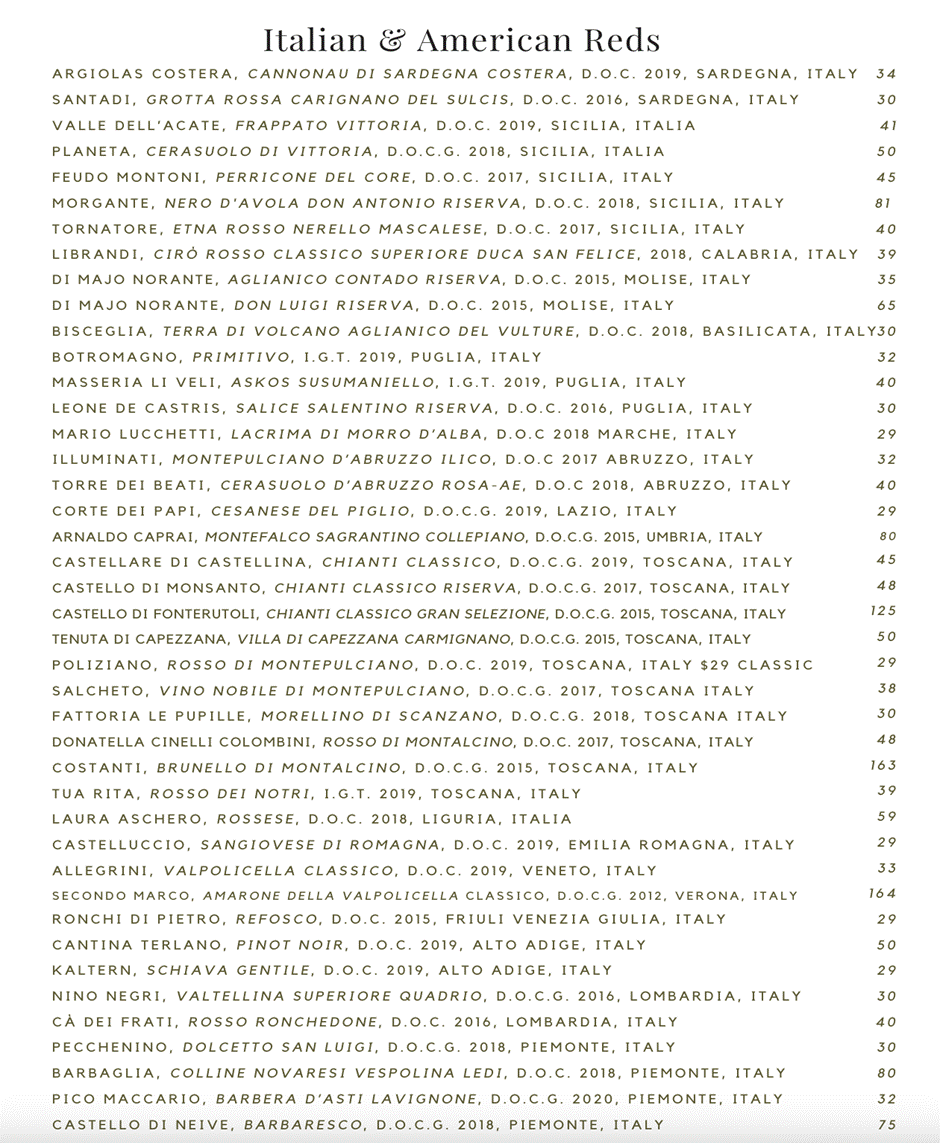 Italian & American Reds
ARGIOLAS COSTERA, CANNONAU DI SARDEGNA COSTERA, D.O.C. 2019, SARDEGNA, ITALY 34
SANTADI, GROTTA ROSSA CARIGNANO DEL SULCIS, D.O.C. 2016, SARDEGNA, ITALY 30
VALLE DELL'ACATE, FRAPPATO VITTORIA, D.O.C. 2019, SICILIA, ITALIA 41
PLANETA, CERASUOLO DI VITTORIA, D.O.C.G. 2018, SICILIA, ITALIA 50
FEUDO MONTONI, PERRICONE DEL CORE, D.O.C. 2017, SICILIA, ITALY 45
MORGANTE, NERO D'AVOLA DON ANTONIO RISERVA, D.O.C. 2018, SICILIA, ITALY 81
TORNATORE, ETNA ROSSO NERELLO MASCALESE, D.O.C. 2017, SICILIA, ITALY 40
LIBRANDI, CIRÒ ROSSO CLASSICO SUPERIORE DUCA SAN FELICE, 2018, CALABRIA, ITALY 39
DI MAJO NORANTE, AGLIANICO CONTADO RISERVA, D.O.C. 2015, MOLISE, ITALY 35
DI MAJO NORANTE, DON LUIGI RISERVA, D.O.C. 2015, MOLISE, ITALY 65
BISCEGLIA, TERRA DI VOLCANO AGLIANICO DEL VULTURE, D.O.C. 2018, BASILICATA, ITALY30
BOTROMAGNO, PRIMITIVO, I.G.T. 2019, PUGLIA, ITALY 32
MASSERIA LI VELI, ASKOS SUSUMANIELLO, I.G.T. 2019, PUGLIA, ITALY 40
LEONE DE CASTRIS, SALICE SALENTINO RISERVA, D.O.C. 2016, PUGLIA, ITALY 30
MARIO LUCCHETTI, LACRIMA DI MORRO D'ALBA, D.O.C 2018 MARCHE, ITALY 29
ILLUMINATI, MONTEPULCIANO D'ABRUZZO ILICO, D.O.C 2017 ABRUZZO, ITALY 32
TORRE DEI BEATI, CERASUOLO D'ABRUZZO ROSA-AE, D.O.C 2018, ABRUZZO, ITALY 40
CORTE DEI PAPI, CESANESE DEL PIGLIO, D.O.C.G. 2019, LAZIO, ITALY 29
ARNALDO CAPRAI, MONTEFALCO SAGRANTINO COLLEPIANO, D.O.C.G. 2015, UMBRIA, ITALY 80
CASTELLARE DI CASTELLINA, CHIANTI CLASSICO, D.O.C.G. 2019, TOSCANA, ITALY 45
CASTELLO DI MONSANTO, CHIANTI CLASSICO RISERVA, D.O.C.G. 2017, TOSCANA, ITALY 48
CASTELLO DI FONTERUTOLI, CHIANTI CLASSICO GRAN SELEZIONE, D.O.C.G. 2015, TOSCANA, ITALY 125
TENUTA DI CAPEZZANA, VILLA DI CAPEZZANA CARMIGNANO, D.O.C.G. 2015, TOSCANA, ITALY 50
POLIZIANO, ROSSO DI MONTEPULCIANO, D.O.C. 2019, TOSCANA, ITALY $29 CLASSIC 29
SALCHETO, VINO NOBILE DI MONTEPULCIANO, D.O.C.G. 2017, TOSCANA ITALY 38
FATTORIA LE PUPILLE, MORELLINO DI SCANZANO, D.O.C.G. 2018, TOSCANA ITALY 30
DONATELLA CINELLI COLOMBINI, ROSSO DI MONTALCINO, D.O.C. 2017, TOSCANA, ITALY 48
COSTANTI, BRUNELLO DI MONTALCINO, D.O.C.G. 2015, TOSCANA, ITALY 163
TUA RITA, ROSSO DEI NOTRI, I.G.T. 2019, TOSCANA, ITALY 39
LAURA ASCHERO, ROSSESE, D.O.C. 2018, LIGURIA, ITALIA 59
CASTELLUCCIO, SANGIOVESE DI ROMAGNA, D.O.C. 2019, EMILIA ROMAGNA, ITALY 29
ALLEGRINI, VALPOLICELLA CLASSICO, D.O.C. 2019, VENETO, ITALY 33
SECONDO MARCO, AMARONE DELLA VALPOLICELLA CLASSICO, D.O.C.G. 2012, VERONA, ITALY 164
RONCHI DI PIETRO, REFOSCO, D.O.C. 2015, FRIULI VENEZIA GIULIA, ITALY 29
CANTINA TERLANO, PINOT NOIR, D.O.C. 2019, ALTO ADIGE, ITALY 50
KALTERN, SCHIAVA GENTILE, D.O.C. 2019, ALTO ADIGE, ITALY 29
NINO NEGRI, VALTELLINA SUPERIORE QUADRIO, D.O.C.G. 2016, LOMBARDIA, ITALY 30
CÀ DEI FRATI, ROSSO RONCHEDONE, D.O.C. 2016, LOMBARDIA, ITALY 40
PECCHENINO, DOLCETTO SAN LUIGI, D.O.C.G. 2018, PIEMONTE, ITALY 30
BARBAGLIA, COLLINE NOVARESI VESPOLINA LEDI, D.O.C. 2018, PIEMONTE, ITALY 80
PICO MACCARIO, BARBERA D'ASTI LAVIGNONE, D.O.C.G. 2020, PIEMONTE, ITALY 32
CASTELLO DI NEIVE, BARBARESCO, D.O.C.G. 2018, PIEMONTE, ITALY 75